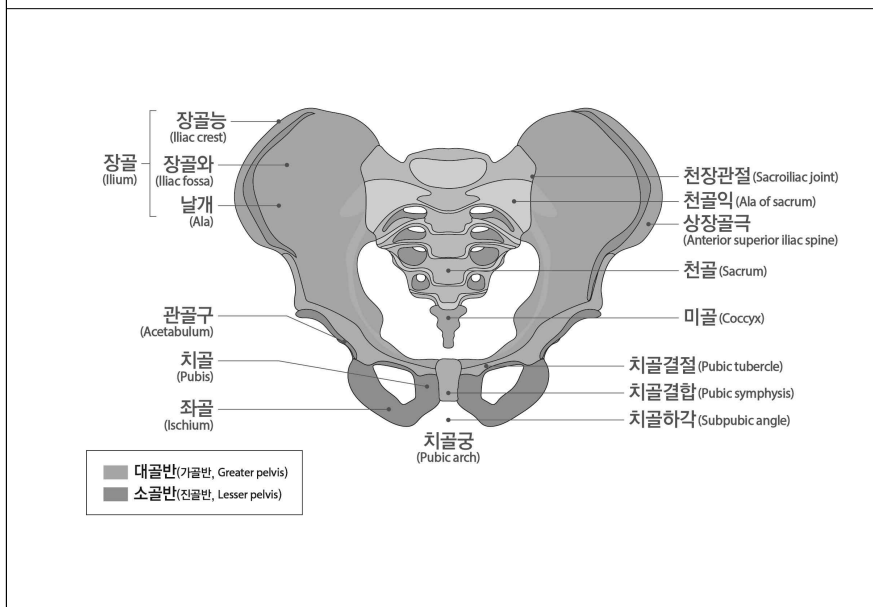 장골능
(Iliac crest)
장골
(Ilium)
장골와
(Iliac fossa)
날개
(Ala)
관골구
(Acetabulum)
치골
(Pubis)
좌골
(Ischium)
천장관절(Sacroiliac joint)
천골익(Ala of sacrum)
상장골극
(Anterior superior iliac spine)
천골(Sacrum)
미골(Coccyx)
치골결절(Pubic tubercle)
치골결합(Pubic symphysis)
치골하각(Subpubic angle)
치골궁
(Pubic arch)
대골반(가골반, Greater pelvis)
소골반(진골반, Lesser pelvis)